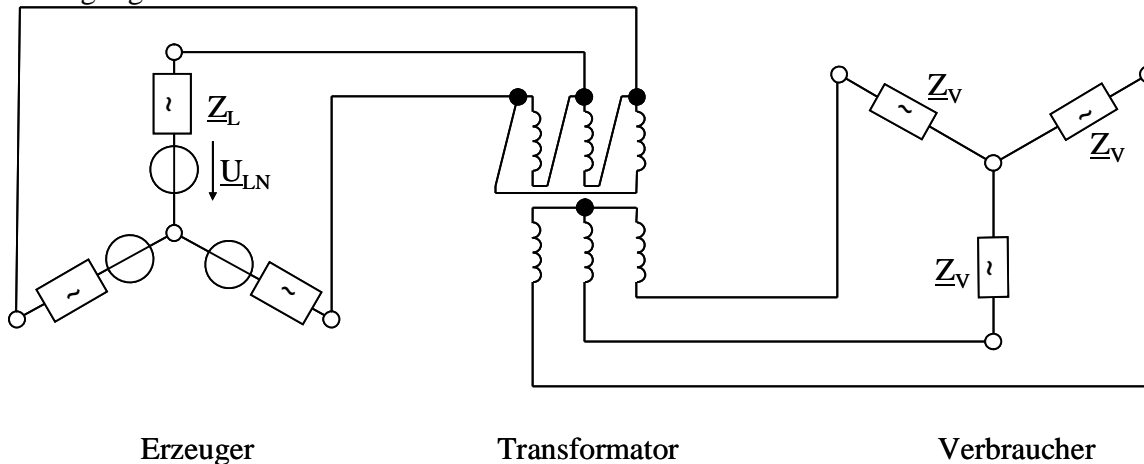 Z_L
U_LN
Z_V
Z_V
Z_V
Erzeuger
Transformator
Verbraucher